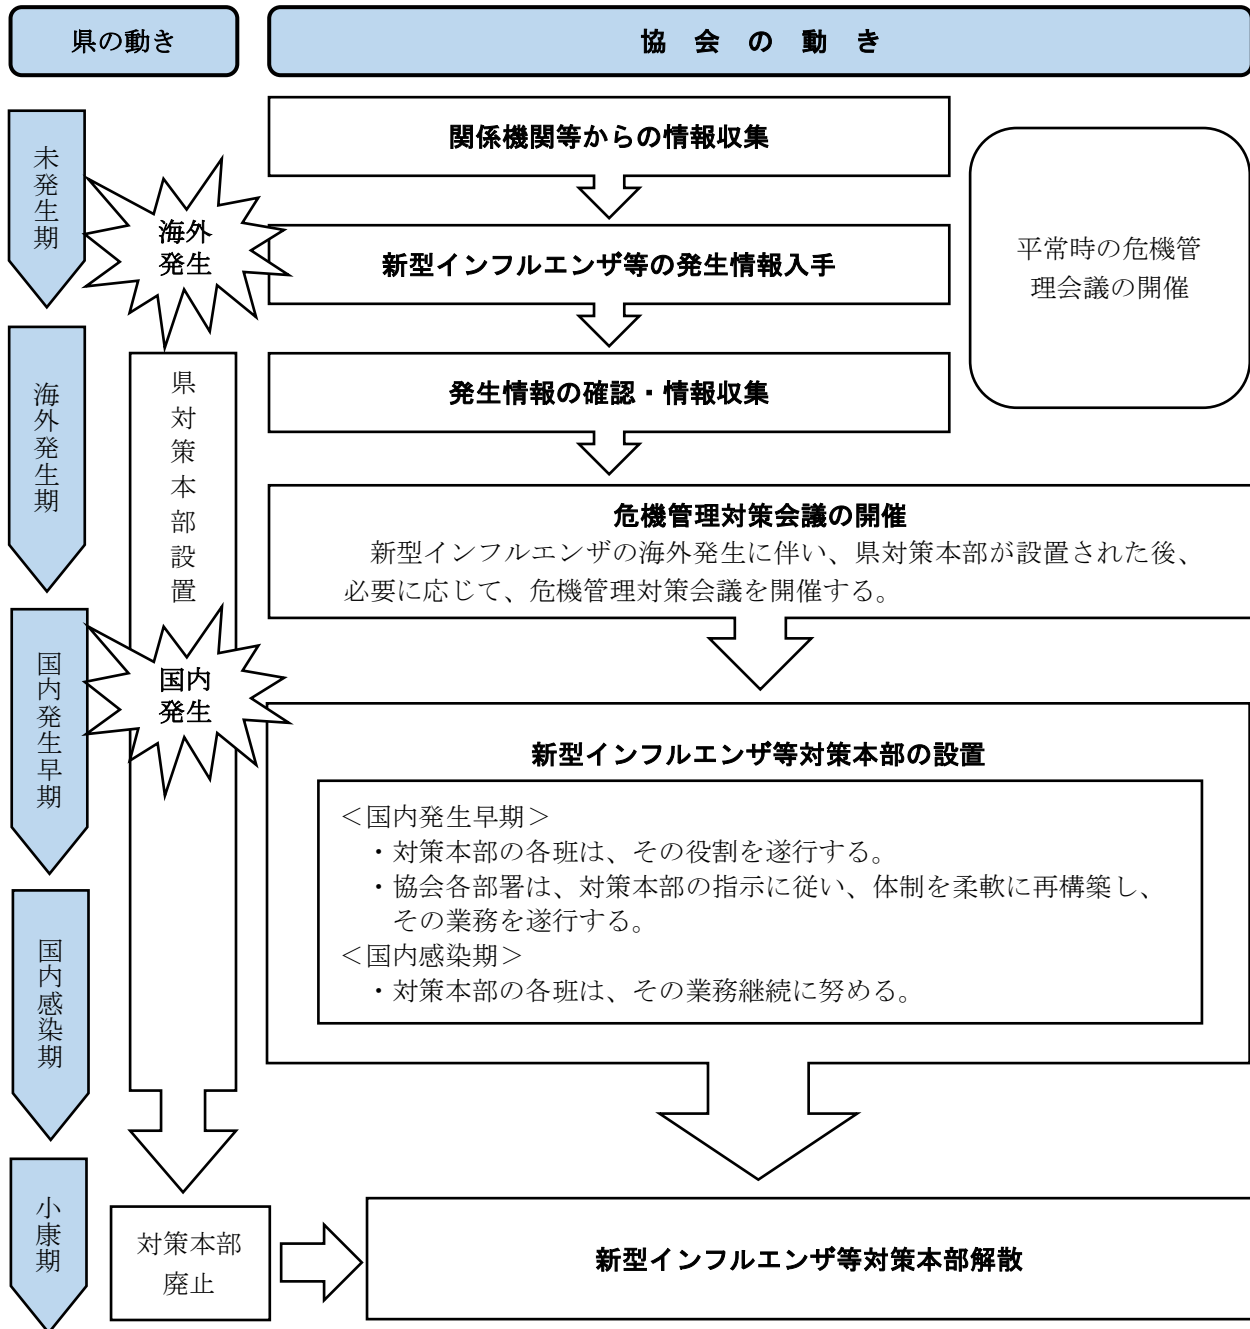 県の動き
協　会　の　動　き
未発生期
海外
発生
海外発生期
県対策本部設置
国内発生早期
国内
発生
国内感染期
小康期
対策本部
廃止
関係機関等からの情報収集
新型インフルエンザ等の発生情報入手
発生情報の確認・情報収集
平常時の危機管
理会議の開催
危機管理対策会議の開催
新型インフルエンザの海外発生に伴い、県対策本部が設置された後、
必要に応じて、危機管理対策会議を開催する。
新型インフルエンザ等対策本部の設置
＜国内発生早期＞
・対策本部の各班は、その役割を遂行する。
・協会各部署は、対策本部の指示に従い、体制を柔軟に再構築し、
その業務を遂行する。
＜国内感染期＞
・対策本部の各班は、その業務継続に努める。
新型インフルエンザ等対策本部解散